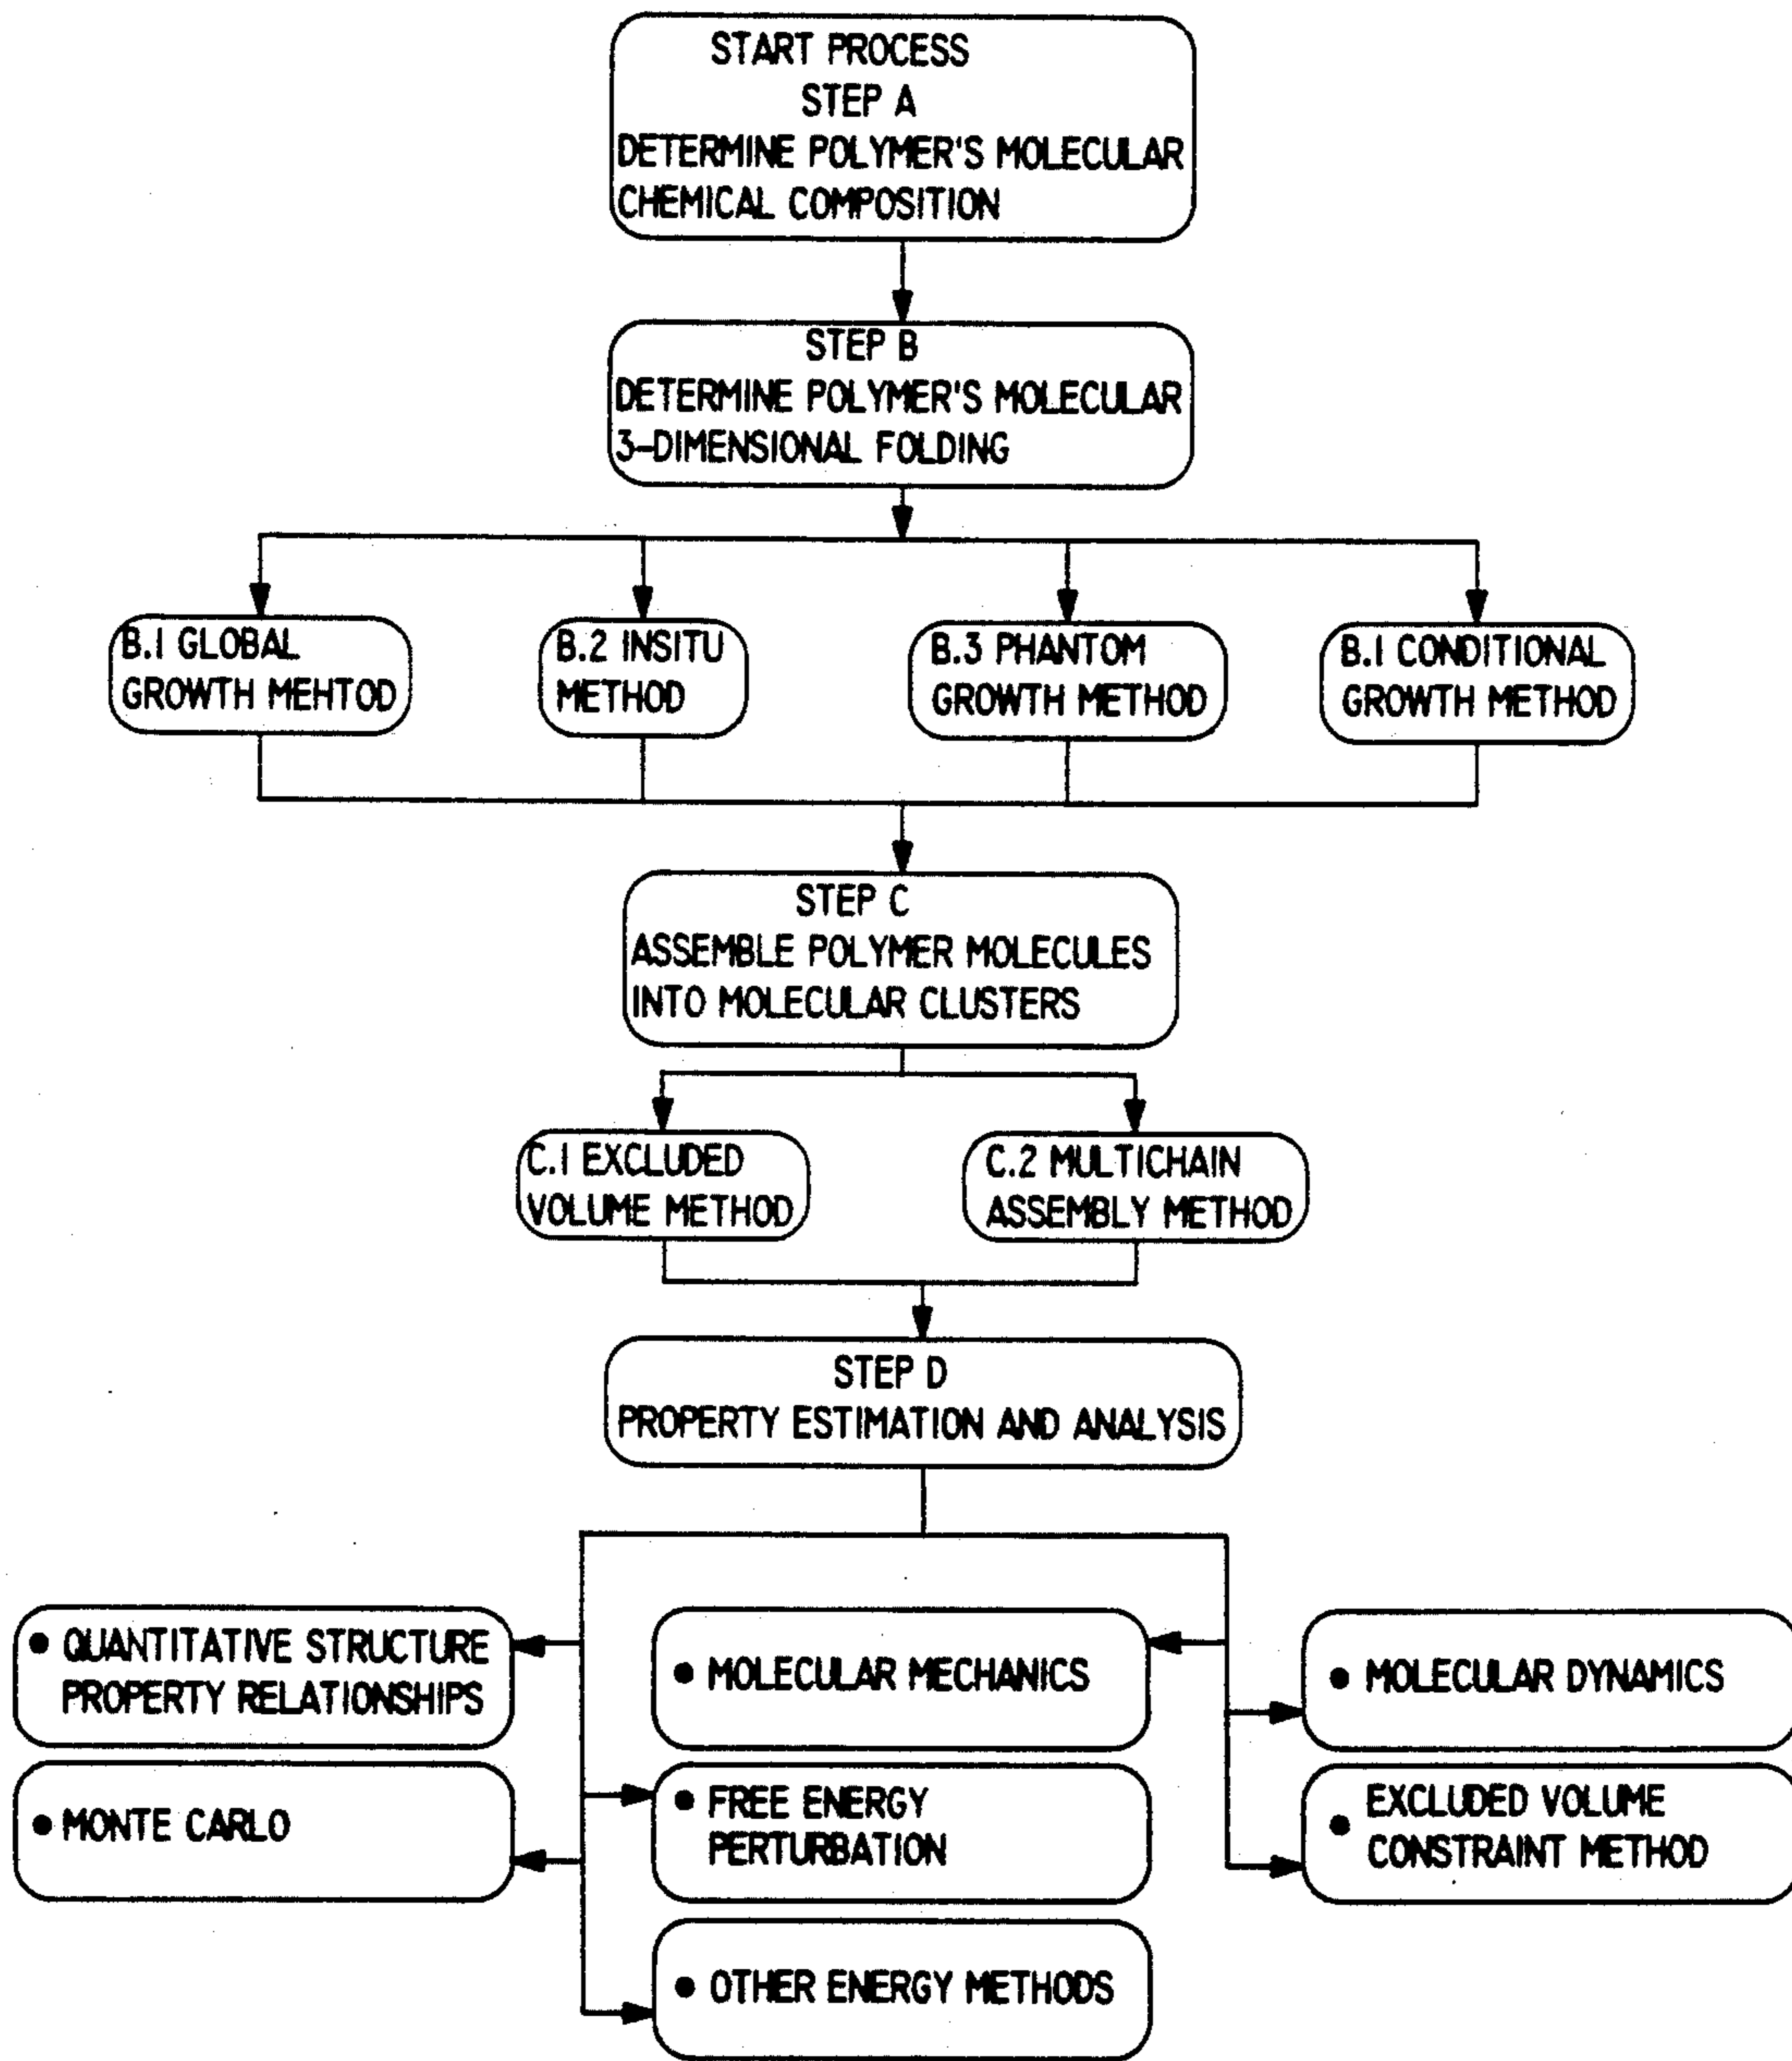 START PROCESS
STEP A
DETERMINE POLYMER'S MOLECULAR
CHEMICAL COMPOSITION
STEP B
DETERMINE POLYMER'S MOLECULAR
3-DIMENSIONAL FOLDING
B.1 GLOBAL
GROWTH MEHTOD
B.2 INSITU
METHOD
B.3 PHANTOM
GROWTH METHOD
B.1 CONDITIONAL
GROWTH METHOD
STEP C
ASSEMBLE POLYMER MOLECULES
INTO MOLECULAR CLUSTERS
C.1 EXCLUDED
VOLUME METHOD
C.2 MULTICHAIN
ASSEMBLY METHOD
STEP D
PROPERTY ESTIMATION AND ANALYSIS
• QUANTITATIVE STRUCTURE
PROPERTY RELATIONSHIPS
• MOLECULAR MECHANICS
• MOLECULAR DYNAMICS
• MONTE CARLO
• FREE ENERGY
PERTURBATION
• EXCLUDED VOLUME
CONSTRAINT METHOD
• OTHER ENERGY METHODS